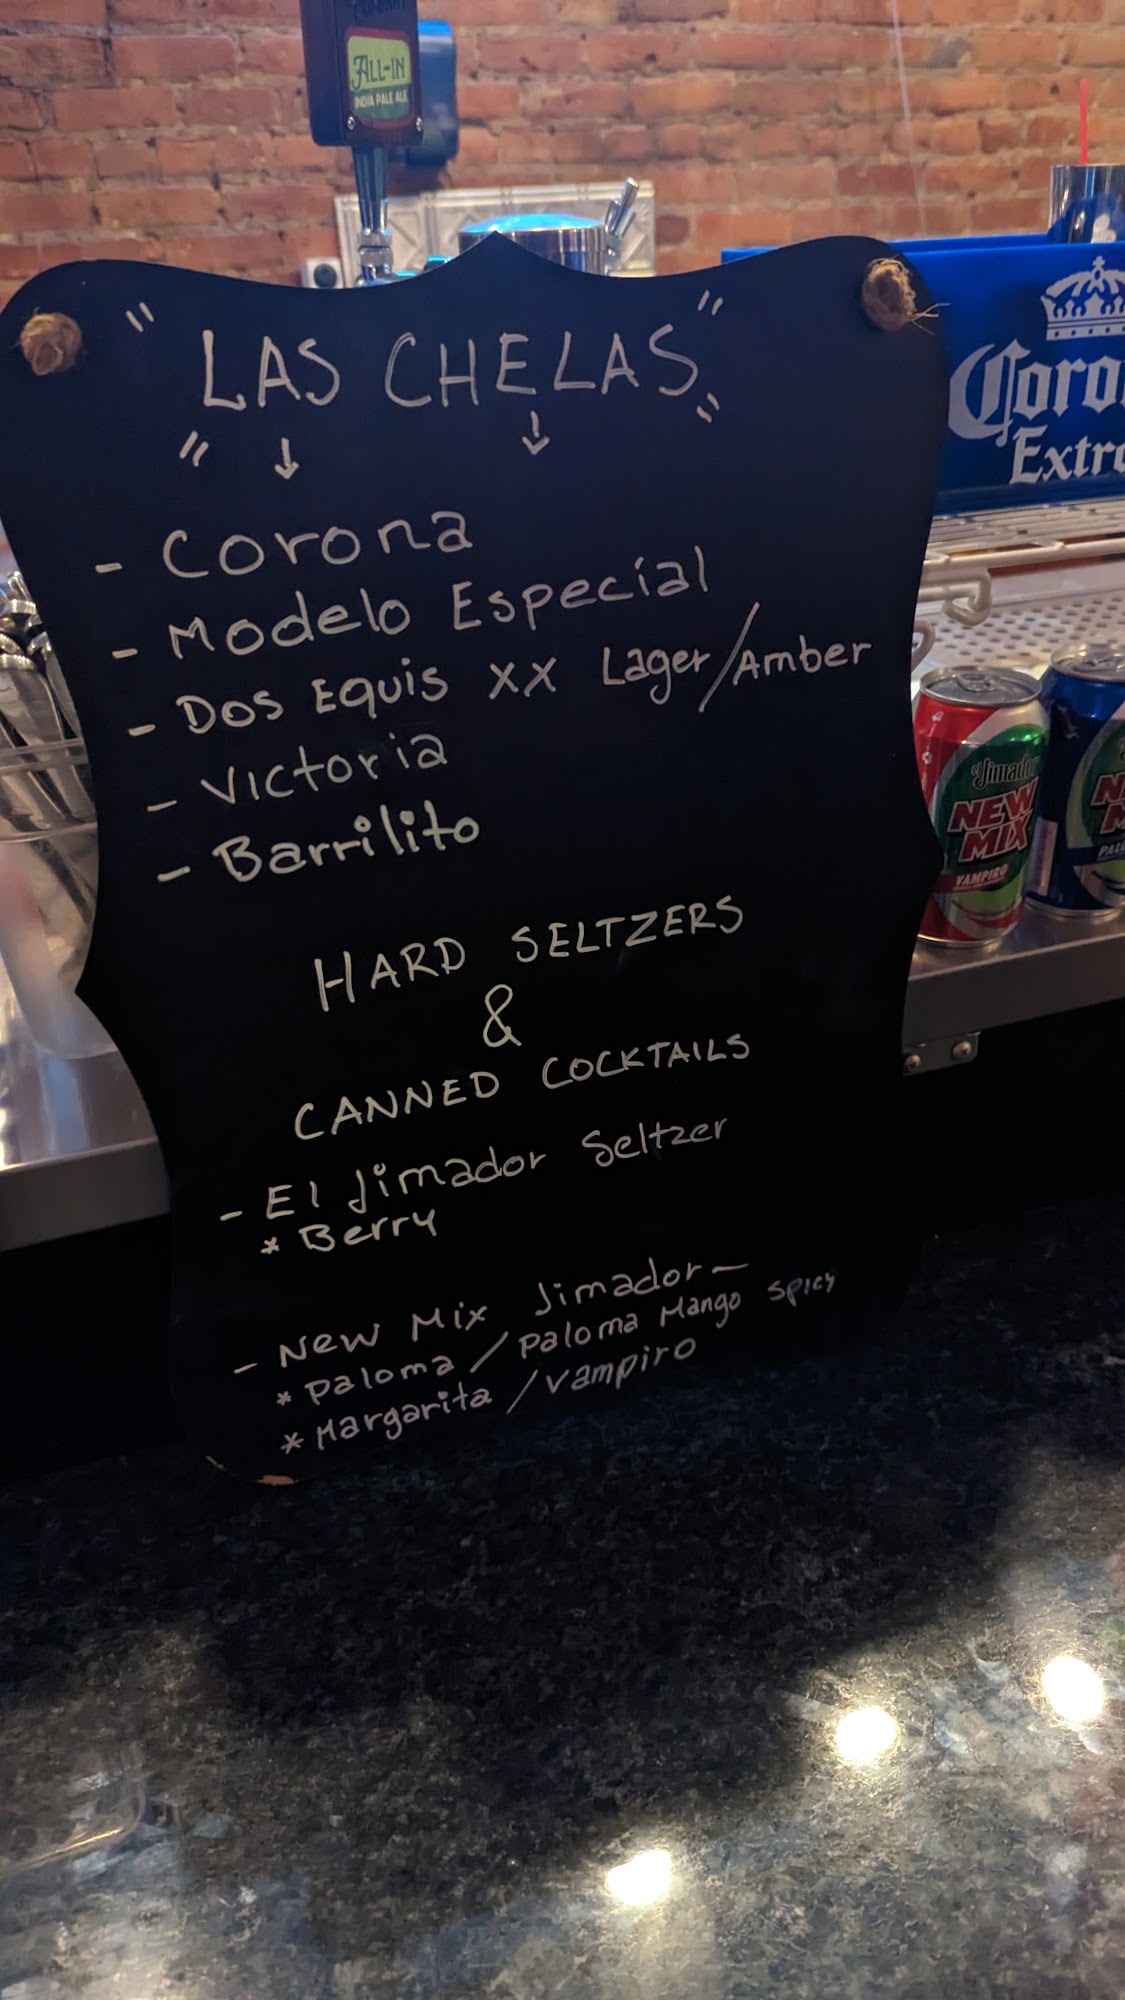 ALL-IN
INDIA PALE ALE
"LAS CHELAS"
- Corona
- Modelo Especial
- Dos Equis XX Lager/Amber
- Victoria
- Barrilito
HARD SELTZERS
&
CANNED COCKTAILS
- El Jimador Seltzer
* Berry
- New Mix Jimador-
* Paloma / Paloma Mango Spicy
* Margarita / Vampiro
Corona
Extra
el Jimador
NEW
MIX
VAMPIRO